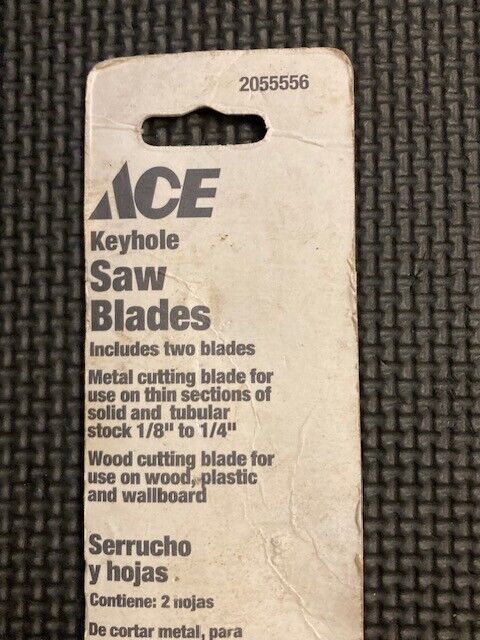 2055556
ACE
Keyhole
Saw
Blades
Includes two blades
Metal cutting blade for
use on thin sections of
solid and tubular
stock 1/8" to 1/4"
Wood cutting blade for
use on wood, plastic
and wallboard
Serrucho
y hojas
Contiene: 2 hojas
De cortar metal, para